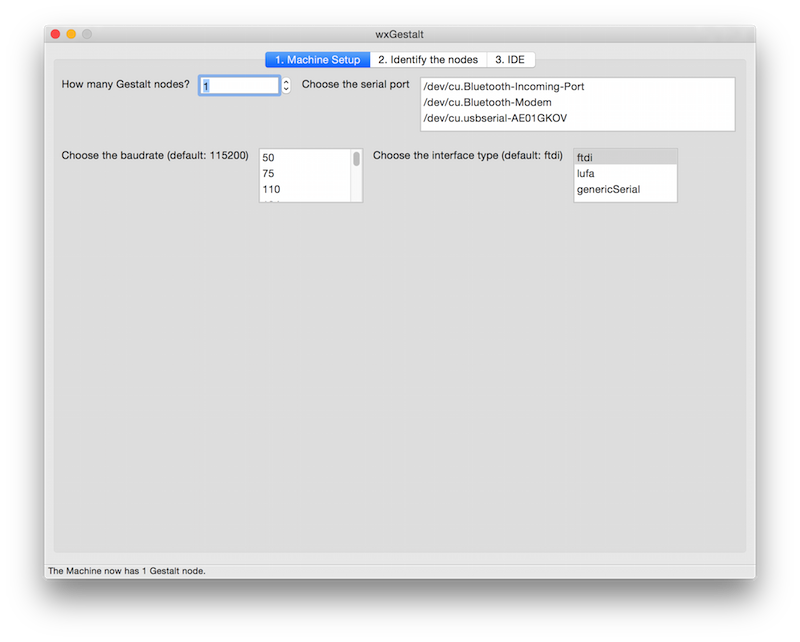 wxGestalt
1. Machine Setup 2. Identify the nodes 3. IDE
How many Gestalt nodes? 1 Choose the serial port
/dev/cu.Bluetooth-Incoming-Port
/dev/cu.Bluetooth-Modem
/dev/cu.usbserial-AE01GKOV
Choose the baudrate (default: 115200)
50
75
110
Choose the interface type (default: ftdi)
ftdi
lufa
genericSerial
The Machine now has 1 Gestalt node.